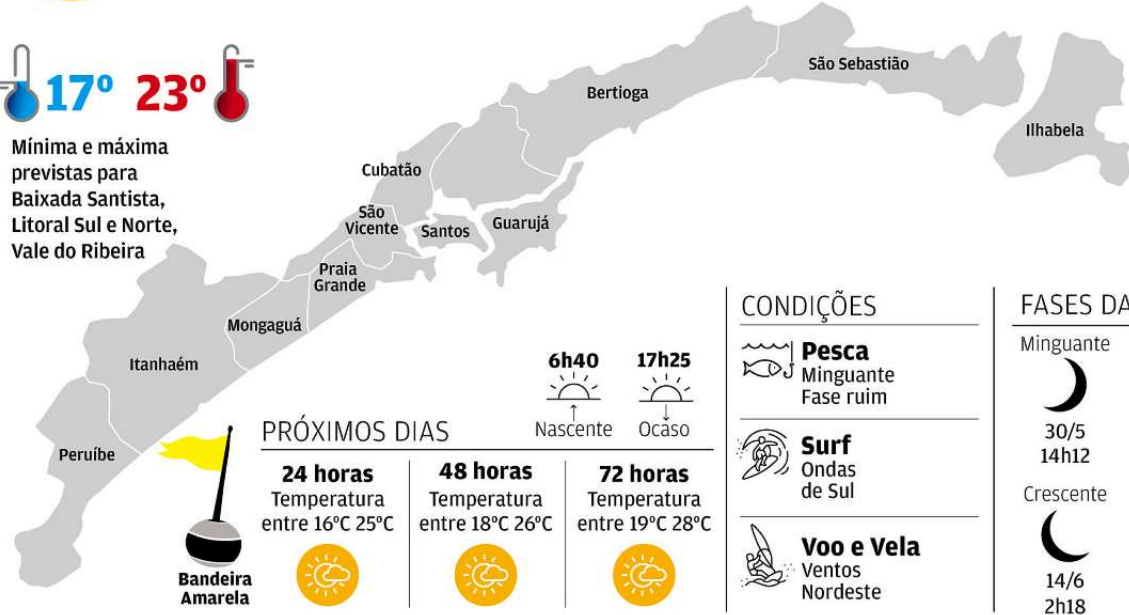 17º 23º
Mínima e máxima
previstas para
Baixada Santista,
Litoral Sul e Norte,
Vale do Ribeira
São Sebastião
Bertioga
Ilhabela
Cubatão
São
Vicente
Santos
Guarujá
Praia
Grande
Mongaguá
Itanhaém
Peruíbe
Bandeira
Amarela
PRÓXIMOS DIAS
6h40
Nascente
17h25
Ocaso
24 horas
Temperatura
entre 16ºC 25ºC
48 horas
Temperatura
entre 18ºC 26ºC
72 horas
Temperatura
entre 19ºC 28ºC
CONDIÇÕES
Pesca
Minguante
Fase ruim
Surf
Ondas
de Sul
Voo e Vela
Ventos
Nordeste
FASES DA
Minguante
30/5
14h12
Crescente
14/6
2h18